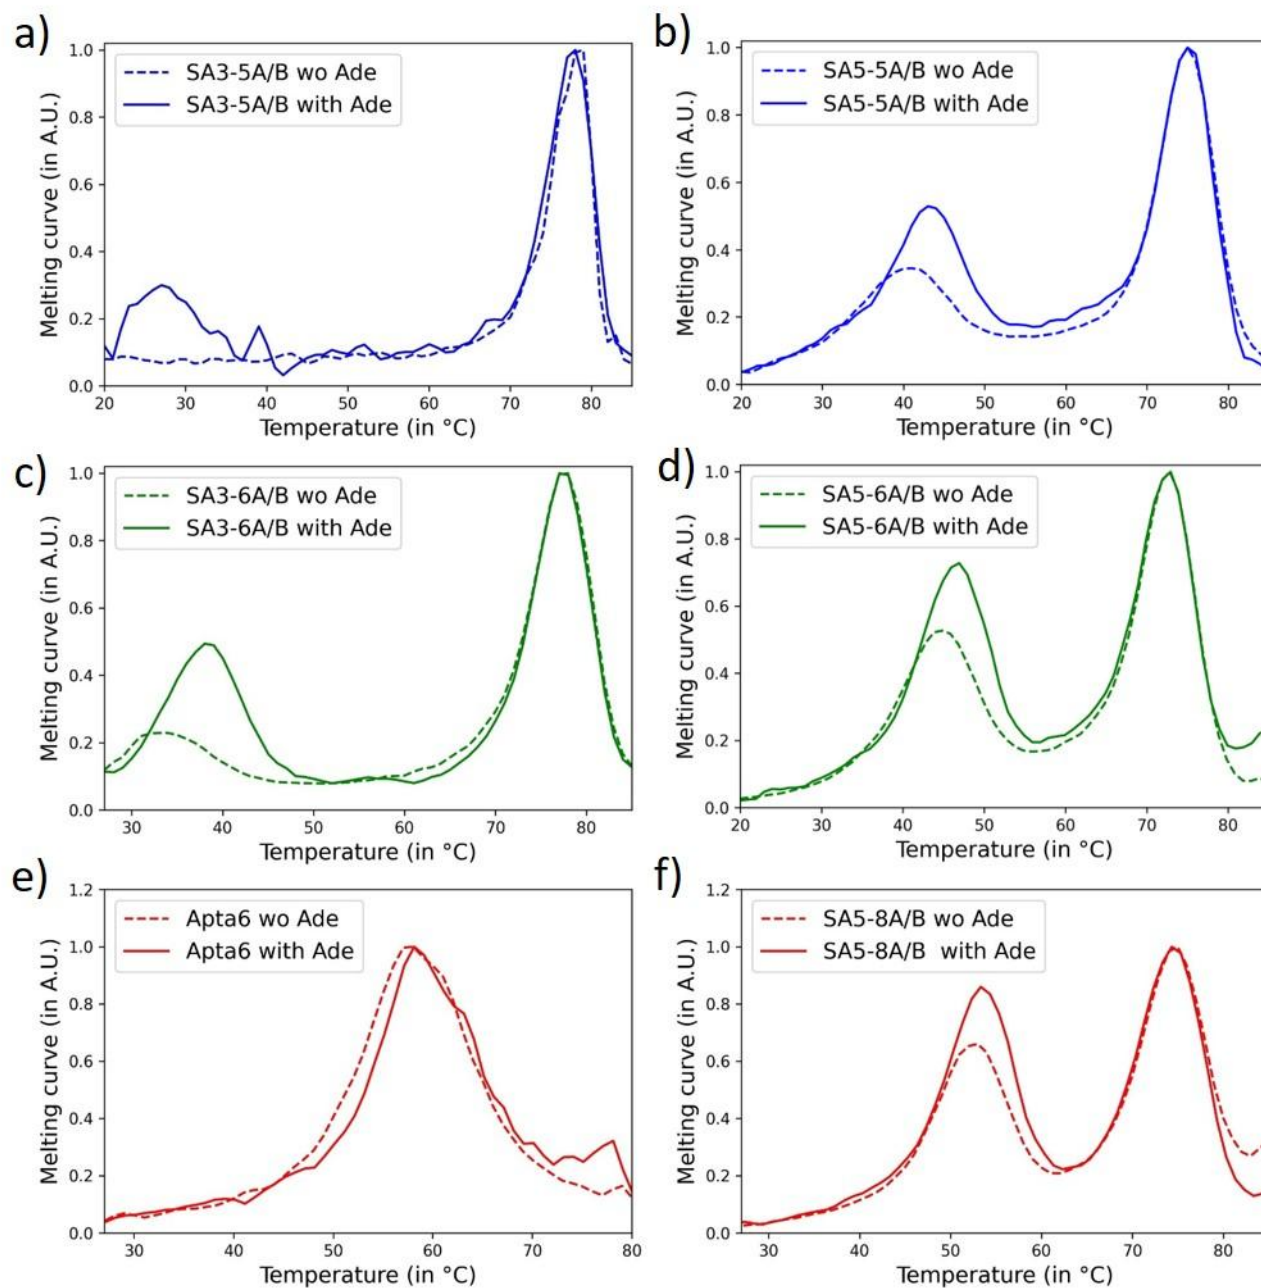 a)
1.0
0.8
0.6
0.4
0.2
0.0
Melting curve (in A.U.)
SA3-5A/B wo Ade
SA3-5A/B with Ade
20 30 40 50 60 70 80
Temperature (in °C)
b)
1.0
0.8
0.6
0.4
0.2
0.0
Melting curve (in A.U.)
SA5-5A/B wo Ade
SA5-5A/B with Ade
20 30 40 50 60 70 80
Temperature (in °C)
c)
1.0
0.8
0.6
0.4
0.2
0.0
Melting curve (in A.U.)
SA3-6A/B wo Ade
SA3-6A/B with Ade
30 40 50 60 70 80
Temperature (in °C)
d)
1.0
0.8
0.6
0.4
0.2
0.0
Melting curve (in A.U.)
SA5-6A/B wo Ade
SA5-6A/B with Ade
20 30 40 50 60 70 80
Temperature (in °C)
e)
1.2
1.0
0.8
0.6
0.4
0.2
0.0
Melting curve (in A.U.)
Apta6 wo Ade
Apta6 with Ade
30 40 50 60 70 80
Temperature (in °C)
f)
1.2
1.0
0.8
0.6
0.4
0.2
0.0
Melting curve (in A.U.)
SA5-8A/B wo Ade
SA5-8A/B with Ade
30 40 50 60 70 80
Temperature (in °C)